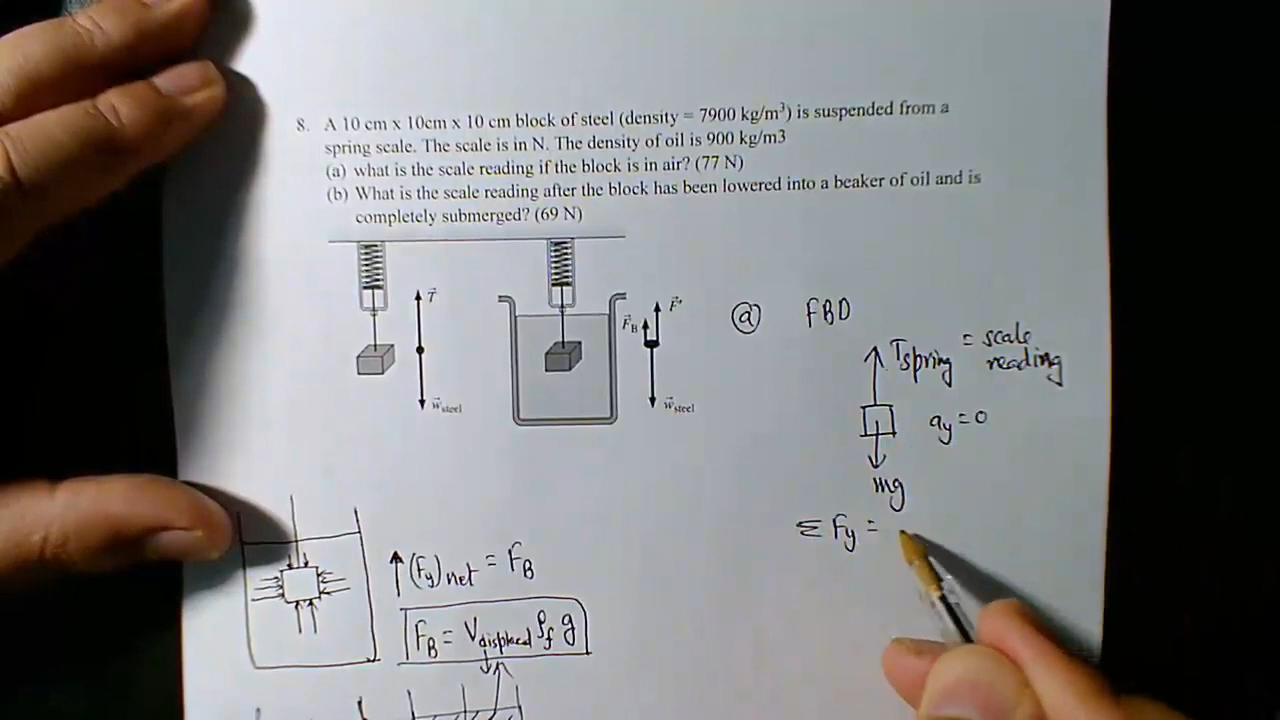 8. A 10 cm x 10cm x 10 cm block of steel (density = 7900 kg/m³) is suspended from a
spring scale. The scale is in N. The density of oil is 900 kg/m3
(a) what is the scale reading if the block is in air? (77 N)
(b) What is the scale reading after the block has been lowered into a beaker of oil and is
completely submerged? (69 N)
T⃗
w⃗steel
F⃗B
F⃗'
w⃗steel
(a) FBD
Tspring = scale
reading
ay = 0
mg
Σ Fy =
↑(Fy)net = FB
FB = Vdisplaced ρf g